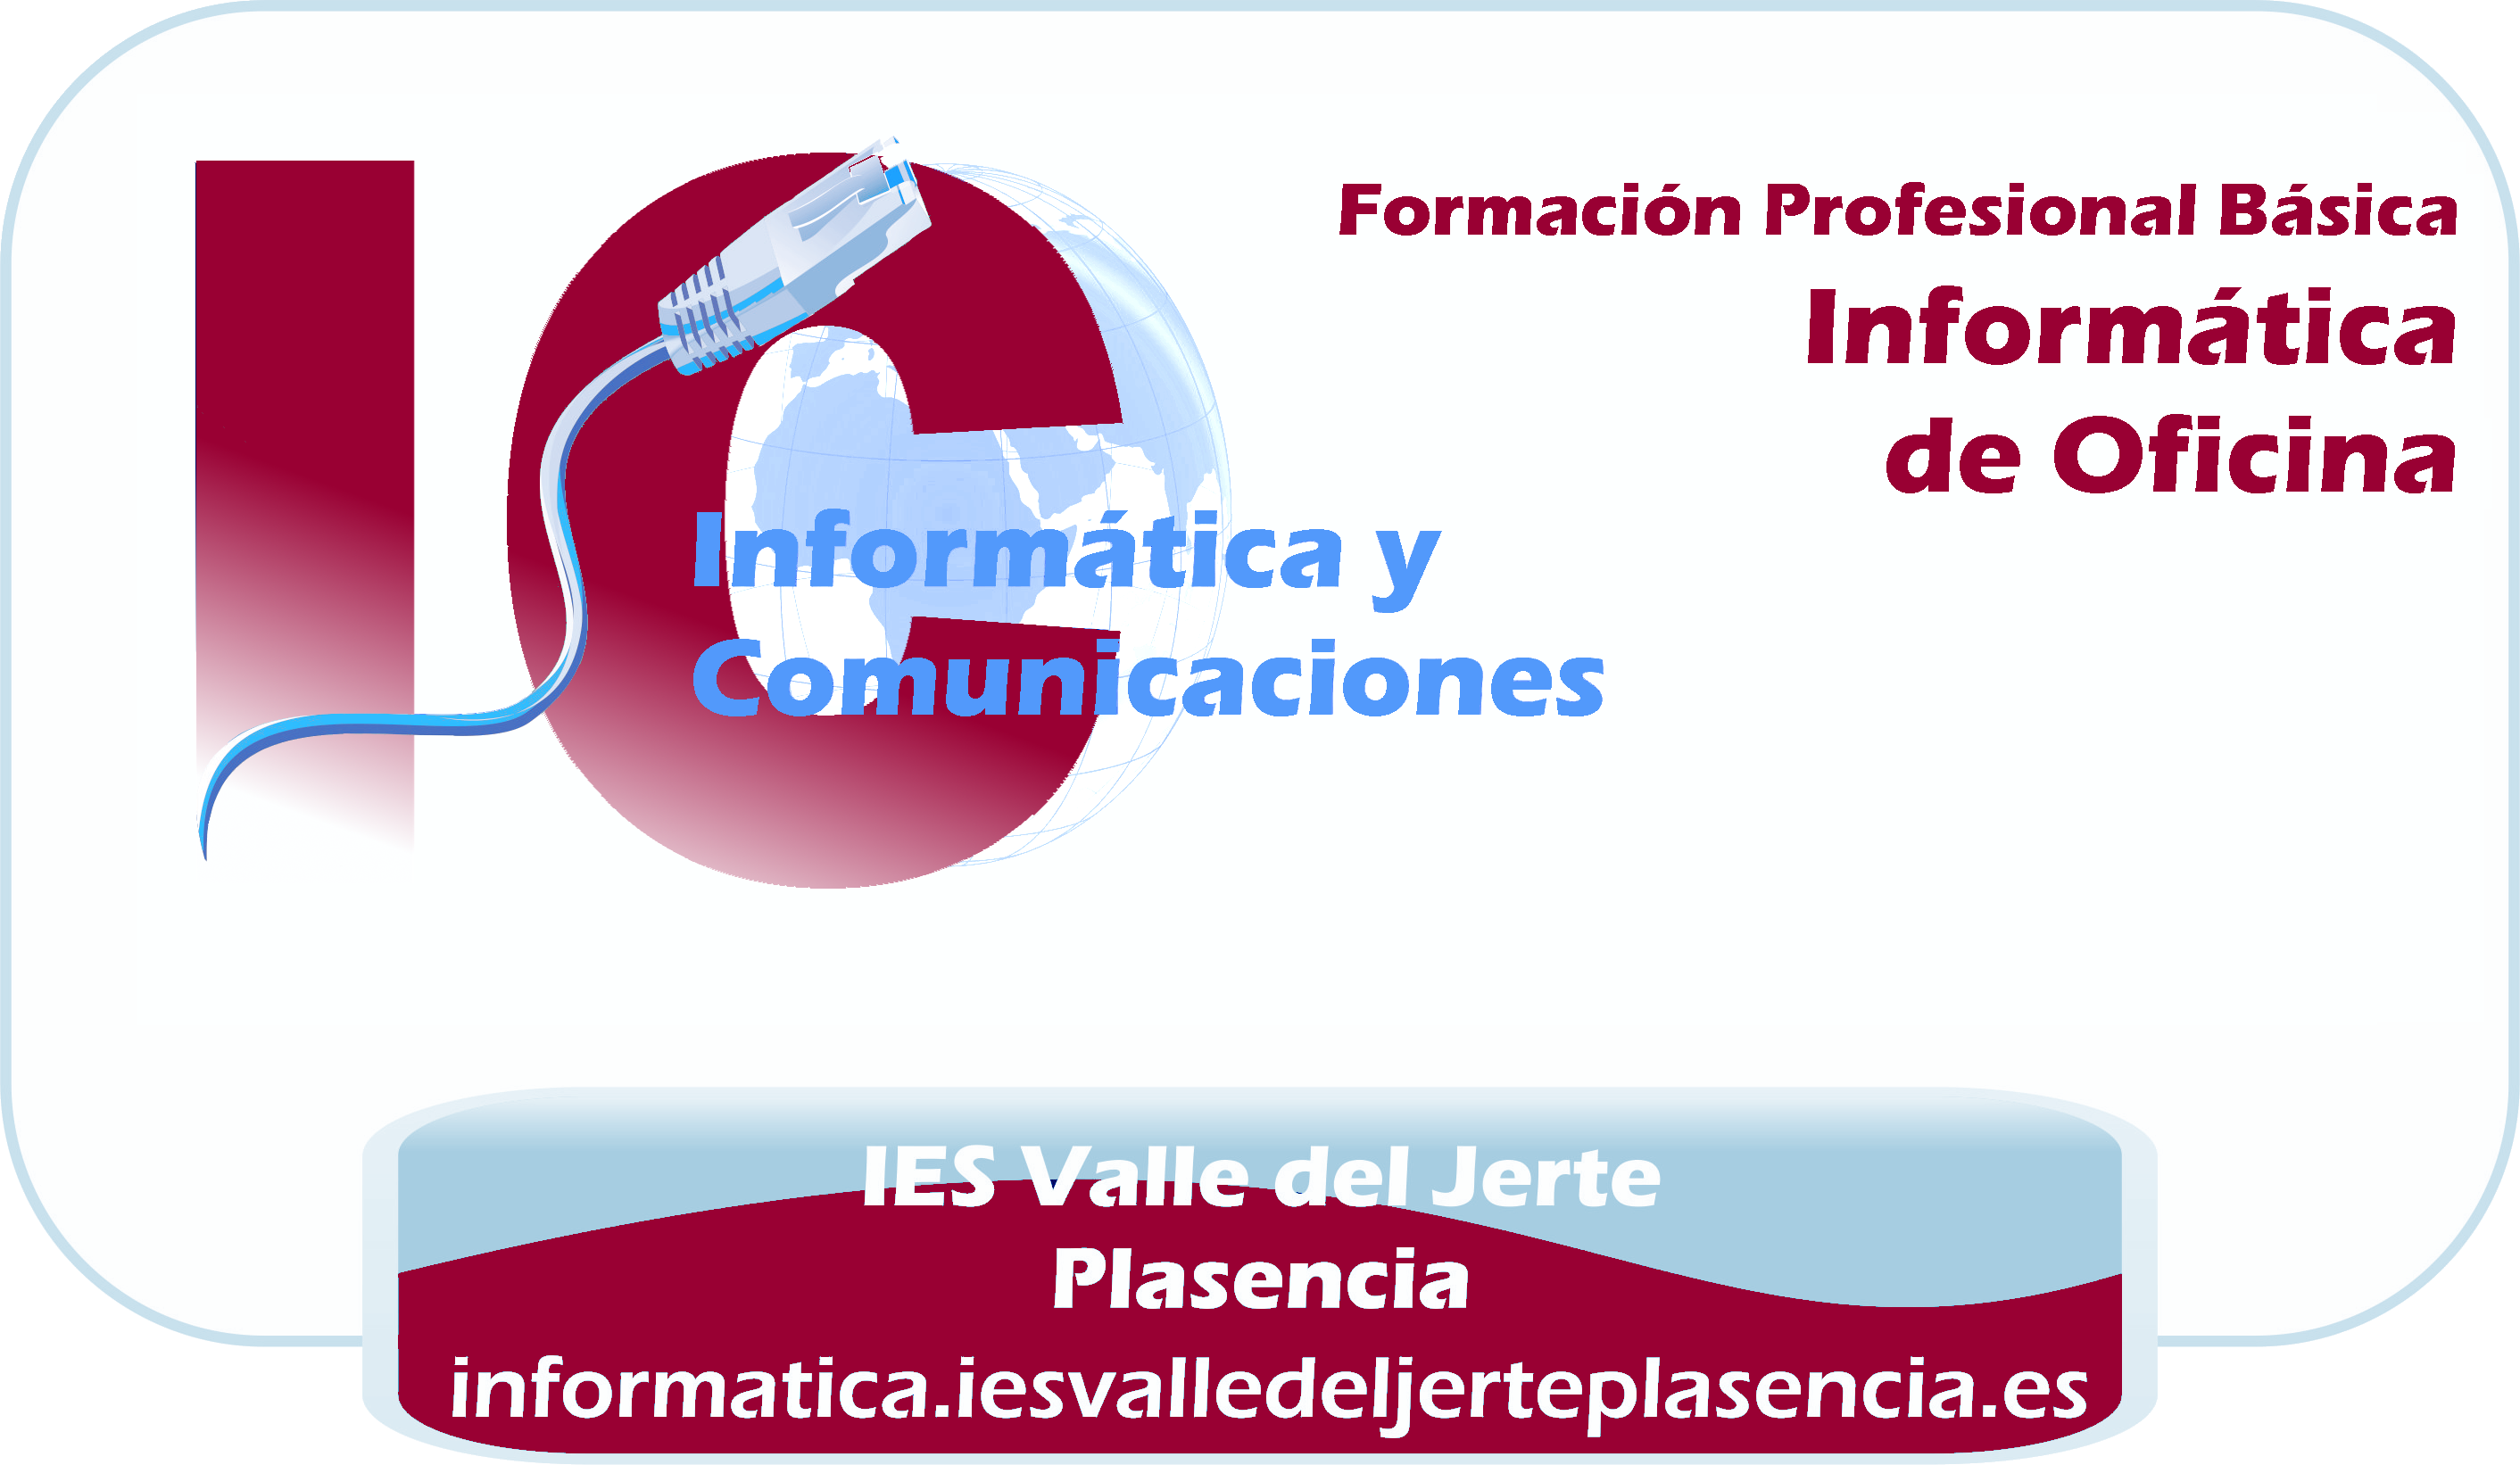 IC
Formación Profesional Básica
Informática
de Oficina
Informática y
Comunicaciones
IES Valle del Jerte
Plasencia
informatica.iesvalledeljerteplasencia.es